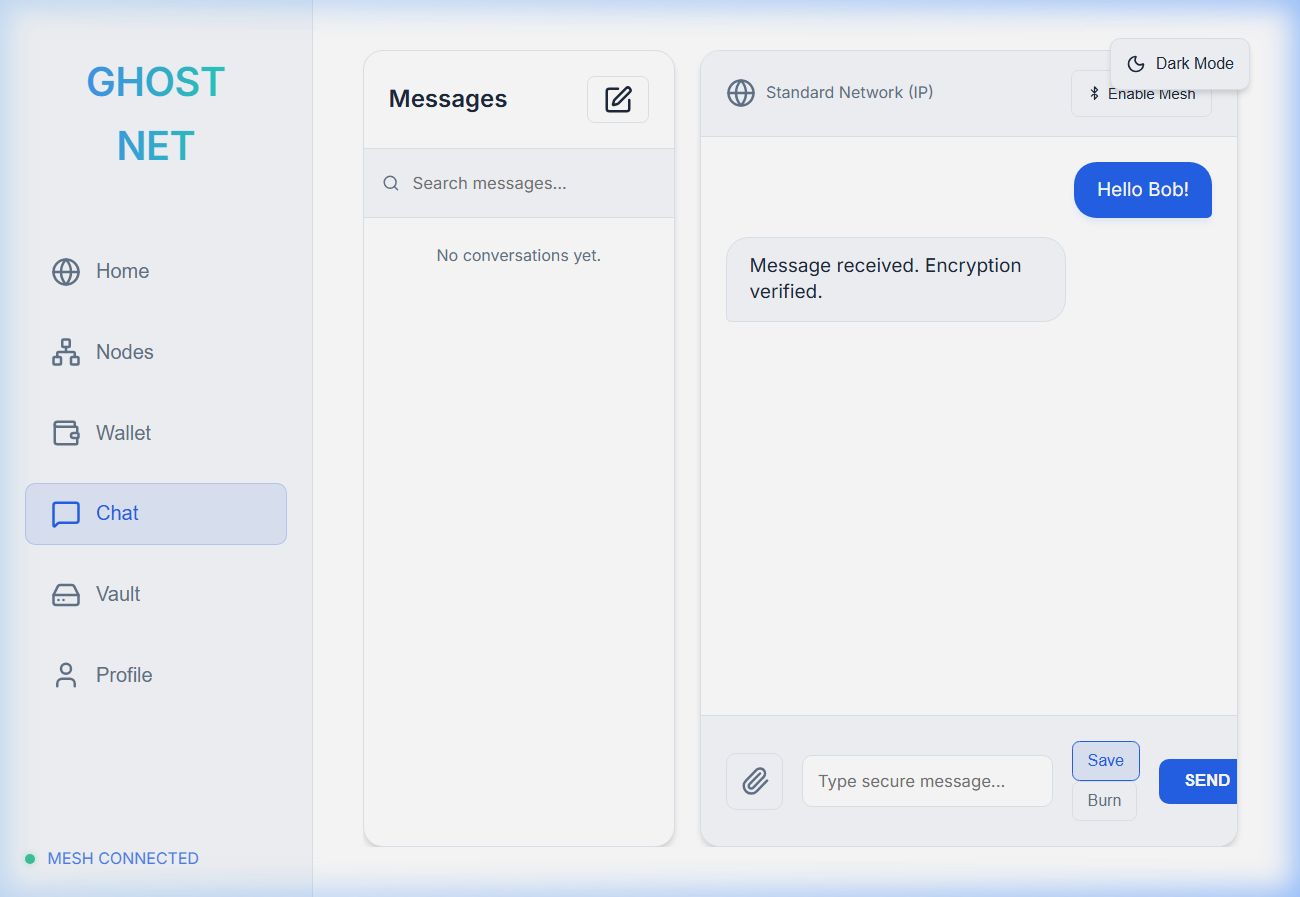 GHOST
NET
Home
Nodes
Wallet
Chat
Vault
Profile
MESH CONNECTED
Messages
Search messages...
No conversations yet.
Standard Network (IP)
Dark Mode
Enable Mesh
Hello Bob!
Message received. Encryption
verified.
Type secure message...
Save
Burn
SEND